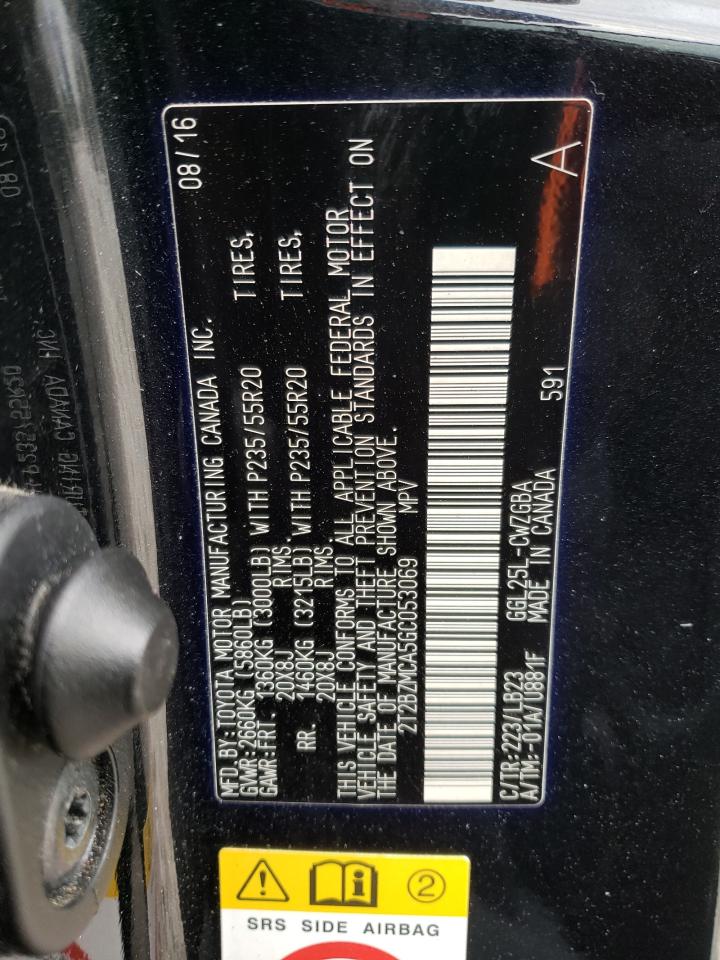 MFD. BY: TOYOTA MOTOR MANUFACTURING CANADA INC. 08/16
GVWR: 2660KG (5860LB)
GAWR: FRT. 1360KG (3000LB) WITH P235/55R20 TIRES,
20X8J RIMS.
RR. 1460KG (3215LB) WITH P235/55R20 TIRES,
20X8J RIMS.
THIS VEHICLE CONFORMS TO ALL APPLICABLE FEDERAL MOTOR
VEHICLE SAFETY AND THEFT PREVENTION STANDARDS IN EFFECT ON
THE DATE OF MANUFACTURE SHOWN ABOVE.
2T2BZMCA5GC053069 MPV
C/TR: 223/LB23 GGL25L-CWZGBA 591 A
A/TM: -01A/0881F MADE IN CANADA
2
SRS SIDE AIRBAG